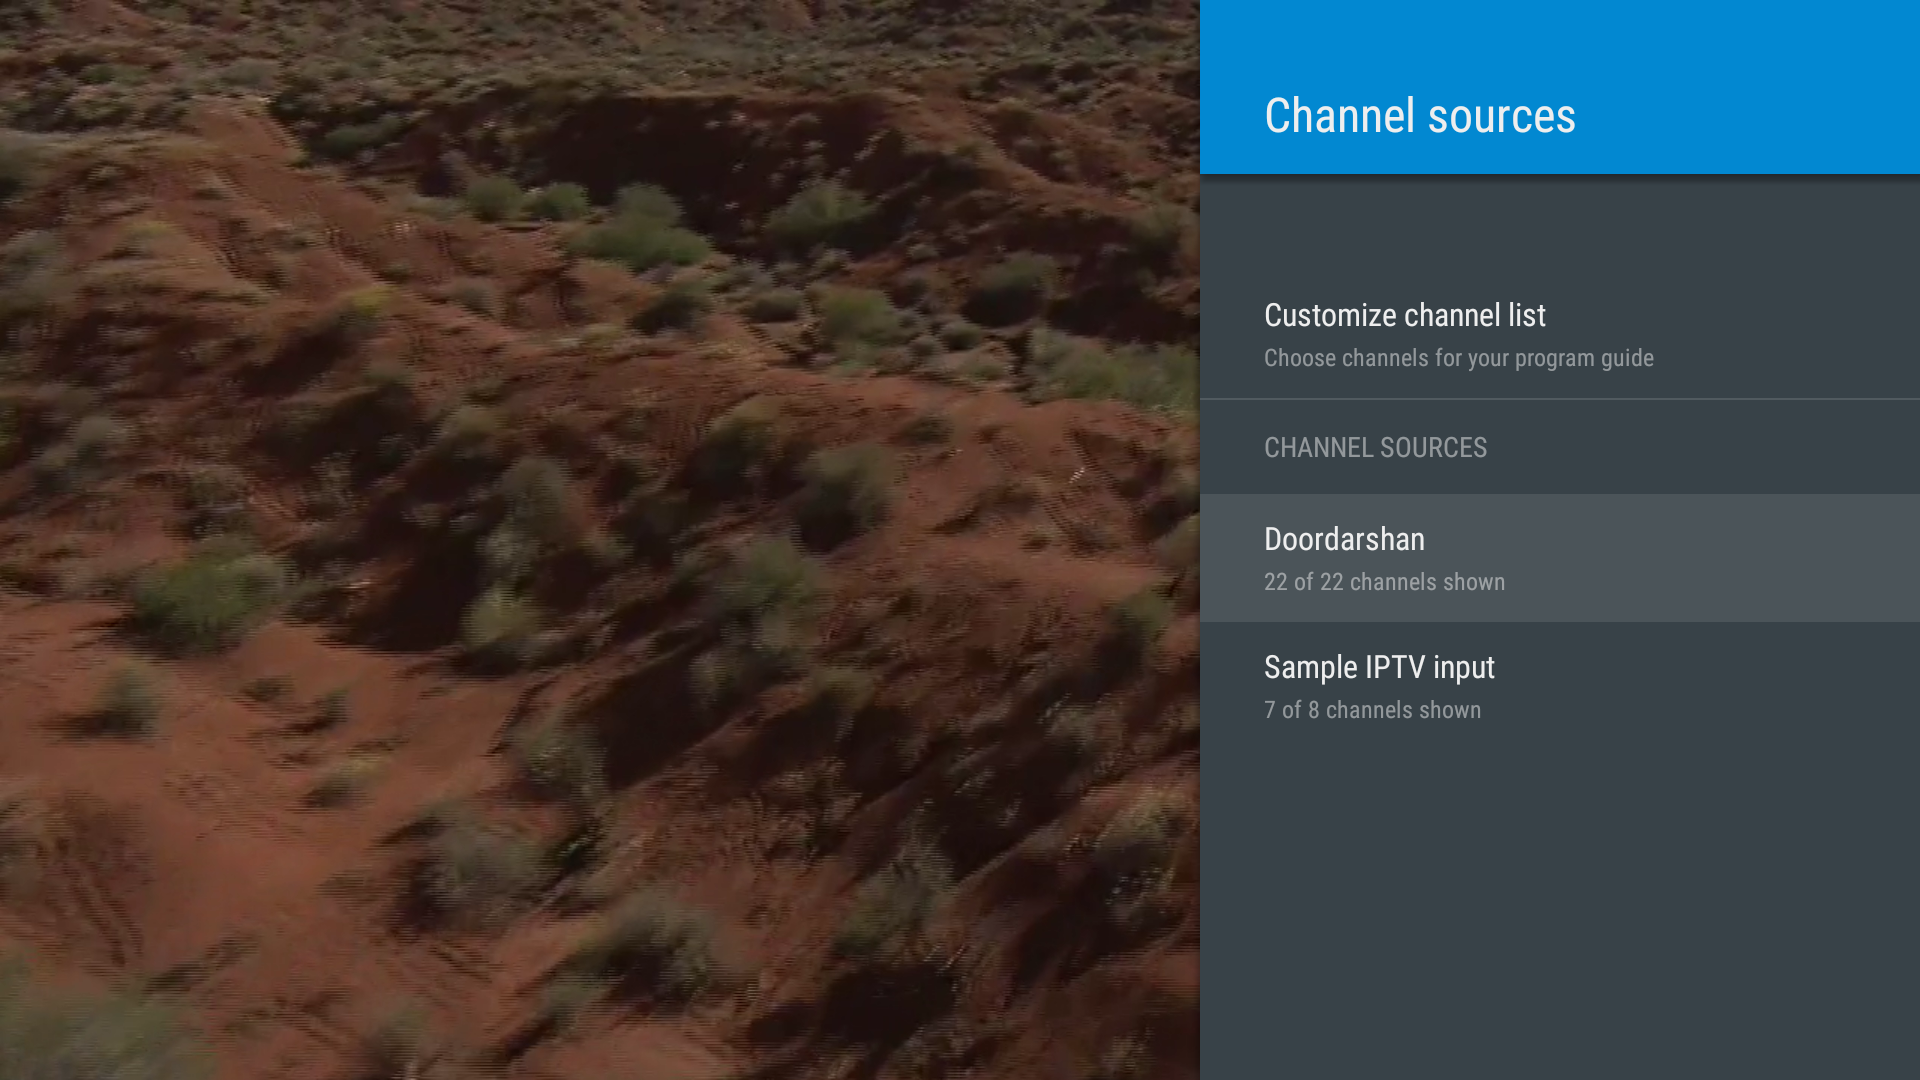 Channel sources
Customize channel list
Choose channels for your program guide
CHANNEL SOURCES
Doordarshan
22 of 22 channels shown
Sample IPTV input
7 of 8 channels shown